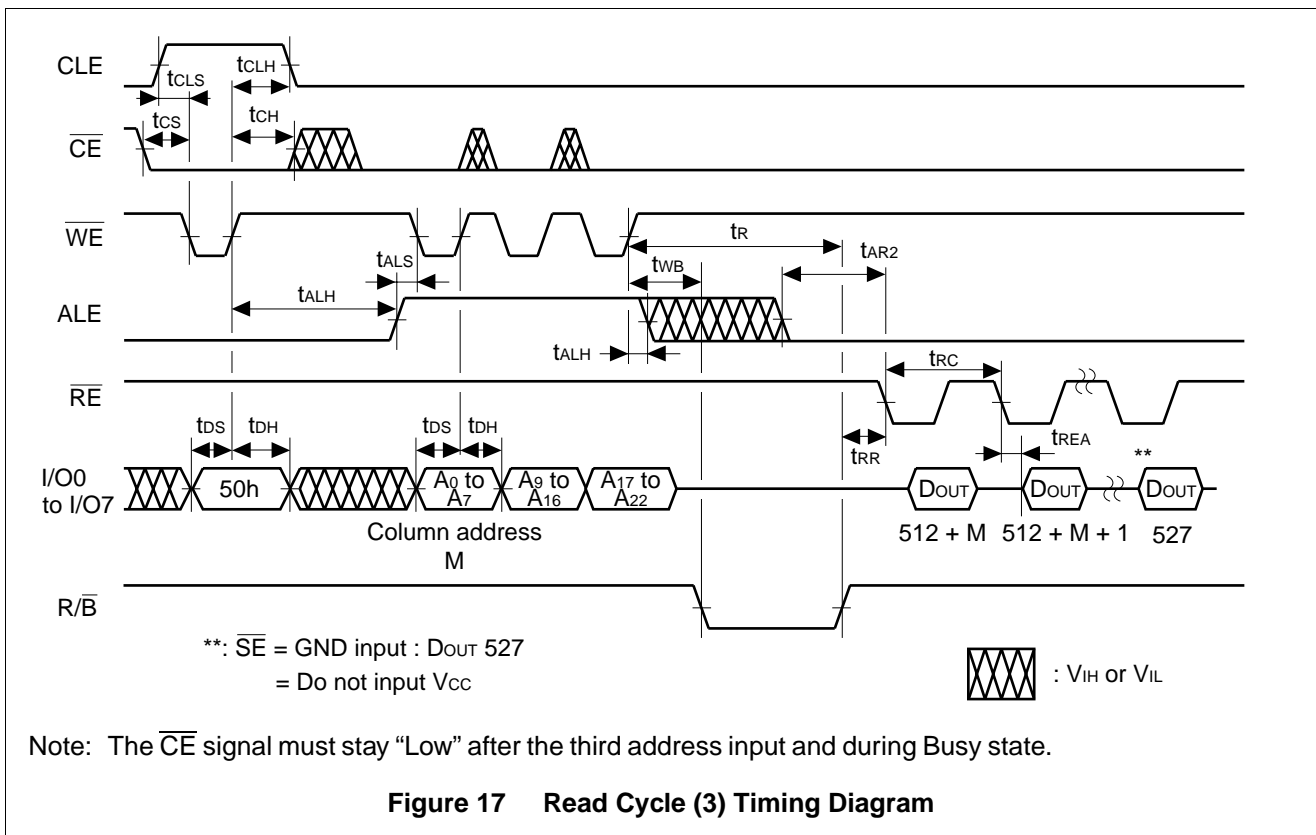 CLE
tCLS
tCLH
tCS
tCH
CE
WE
tALS
tR
tWB
tAR2
tALH
ALE
tALH
tRC
RE
tDS
tDH
tDS
tDH
tRR
tREA
**
I/O0
to I/O7
50h
A0 to
A7
A9 to
A16
A17 to
A22
DOUT
DOUT
DOUT
Column address
M
512 + M
512 + M + 1
527
R/B
**: SE = GND input : DOUT 527
= Do not input VCC
: VIH or VIL
Note: The CE signal must stay “Low” after the third address input and during Busy state.
Figure 17 Read Cycle (3) Timing Diagram